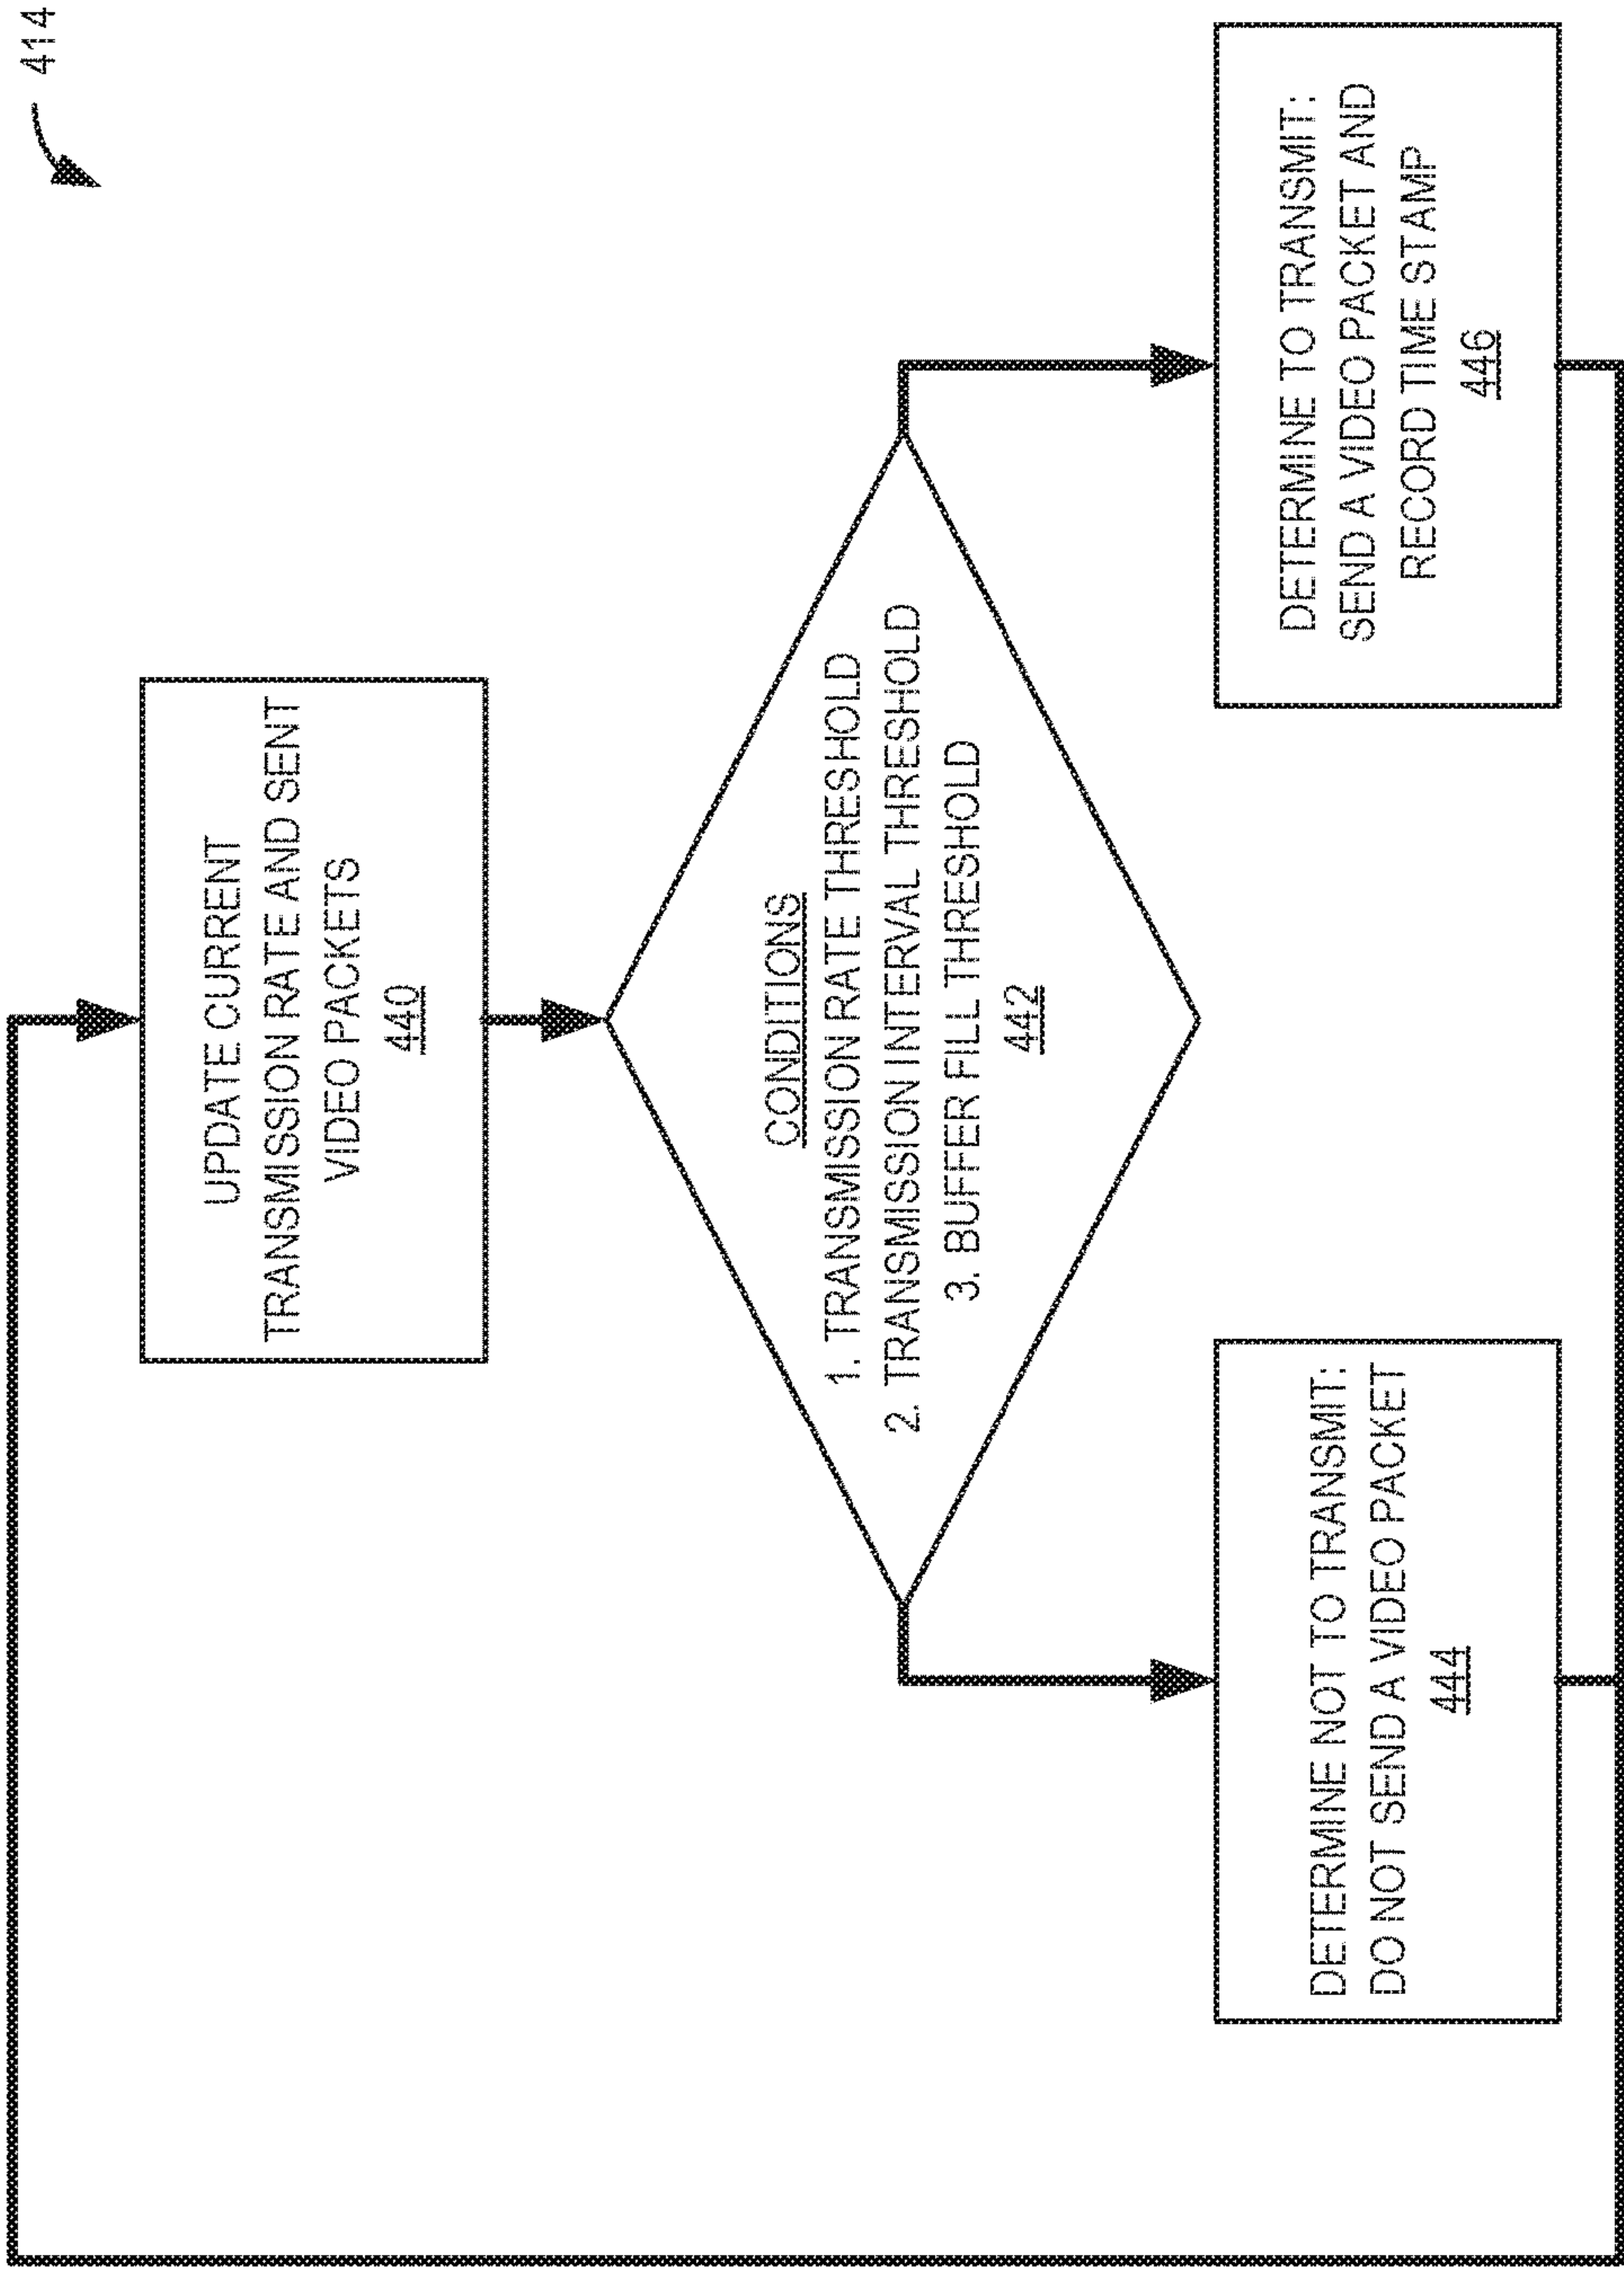 414
UPDATE CURRENT
TRANSMISSION RATE AND SENT
VIDEO PACKETS
440
CONDITIONS
1. TRANSMISSION RATE THRESHOLD
2. TRANSMISSION INTERVAL THRESHOLD
3. BUFFER FILL THRESHOLD
442
DETERMINE NOT TO TRANSMIT:
DO NOT SEND A VIDEO PACKET
444
DETERMINE TO TRANSMIT:
SEND A VIDEO PACKET AND
RECORD TIME STAMP
446